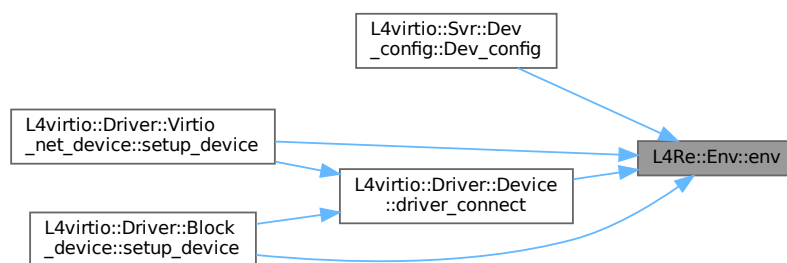 L4virtio::Svr::Dev
_config::Dev_config
L4virtio::Driver::Virtio
_net_device::setup_device
L4Re::Env::env
L4virtio::Driver::Device
::driver_connect
L4virtio::Driver::Block
_device::setup_device